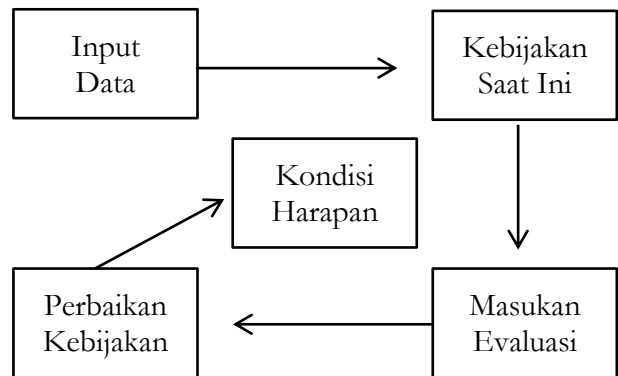 Input
Data
Kebijakan
Saat Ini
Kondisi
Harapan
Perbaikan
Kebijakan
Masukan
Evaluasi